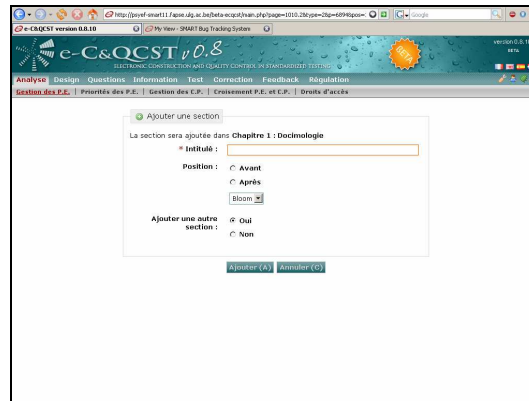 http://psyef-smart11.fapse.ulg.ac.be/beta-ecqcst/main.php?page=1010.2&type=2&p=6894&pos=
Google
e-C&QCST version 0.8.10
My View - SMART Bug Tracking System
e-C&QCST v0.8
ELECTRONIC CONSTRUCTION AND QUALITY CONTROL IN STANDARDIZED TESTING
BETA
version 0.8.10
BETA
Analyse Design Questions Information Test Correction Feedback Régulation
Gestion des P.E. | Priorités des P.E. | Gestion des C.P. | Croisement P.E. et C.P. | Droits d'accès
Ajouter une section
La section sera ajoutée dans Chapitre 1 : Docimologie
* Intitulé :
Position :
Avant
Après
Bloom
Ajouter une autre section :
Oui
Non
Ajouter (A) Annuler (C)